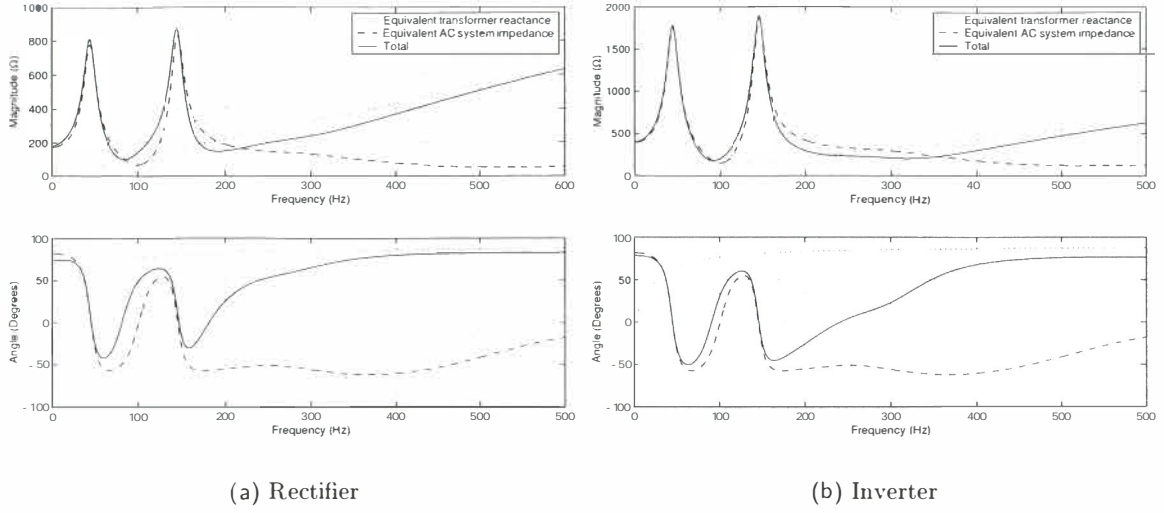 1000
800
600
400
200
0
Magnitude (Ω)
Equivalent transformer reactance
Equivalent AC system impedance
Total
0 100 200 300 400 500 600
Frequency (Hz)
100
50
0
-50
-100
Angle (Degrees)
0 100 200 300 400 500
Frequency (Hz)
(a) Rectifier
2000
1500
1000
500
0
Magnitude (Ω)
Equivalent transformer reactance
Equivalent AC system impedance
Total
0 100 200 300 400 500
Frequency (Hz)
100
50
0
-50
-100
Angle (Degrees)
0 100 200 300 400 500
Frequency (Hz)
(b) Inverter